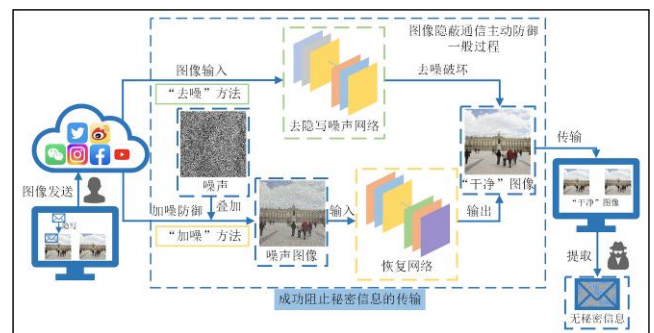 图像隐蔽通信主动防御
一般过程
图像输入
去噪破坏
“去噪”方法
去隐写噪声网络
传输
图像发送
噪声
“干净”图像
“干净”图像
加噪防御
叠加
输入
输出
“加噪”方法
提取
噪声图像
恢复网络
成功阻止秘密信息的传输
无秘密信息